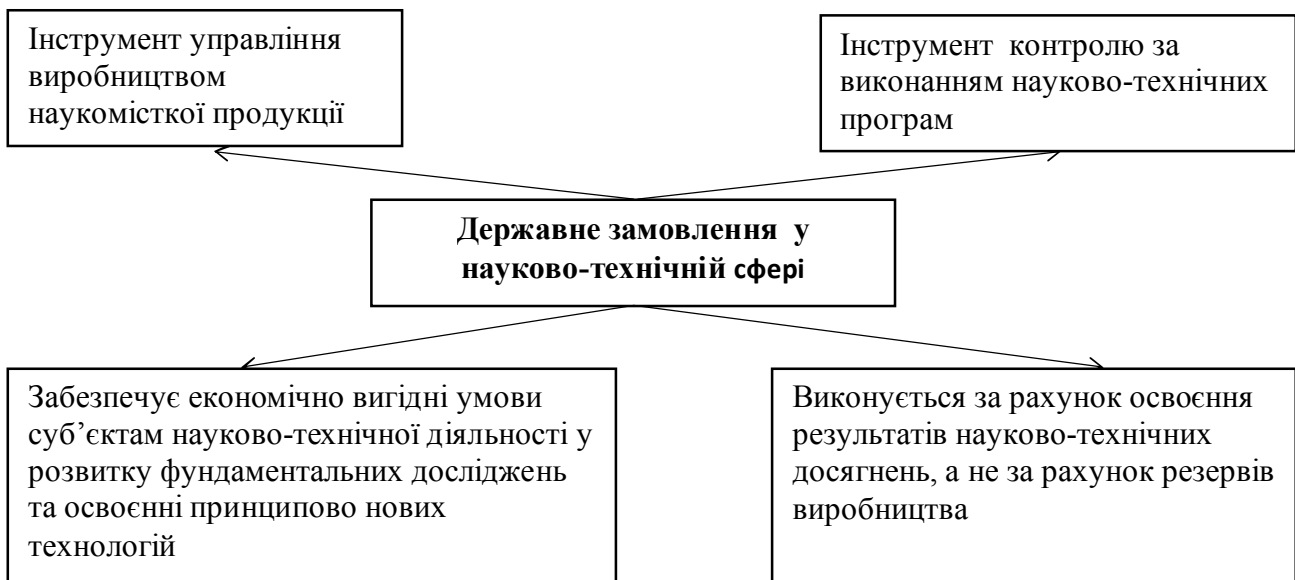 Інструмент управління
виробництвом
наукомісткої продукції
Інструмент контролю за
виконанням науково-технічних
програм
Державне замовлення у
науково-технічній сфері
Забезпечує економічно вигідні умови
суб’єктам науково-технічної діяльності у
розвитку фундаментальних досліджень
та освоєнні принципово нових
технологій
Виконується за рахунок освоєння
результатів науково-технічних
досягнень, а не за рахунок резервів
виробництва